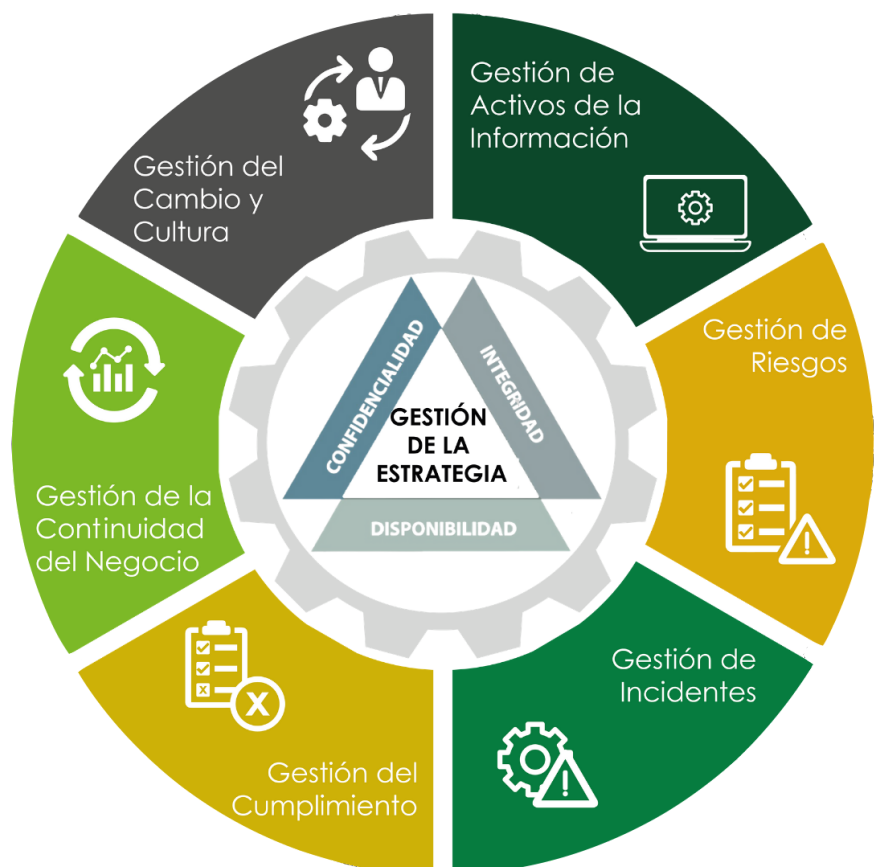 Gestión de
Activos de la
Información
Gestión de
Riesgos
Gestión de
Incidentes
Gestión del
Cumplimiento
Gestión de la
Continuidad
del Negocio
Gestión del
Cambio y
Cultura
CONFIDENCIALIDAD
INTEGRIDAD
GESTIÓN
DE LA
ESTRATEGIA
DISPONIBILIDAD
X